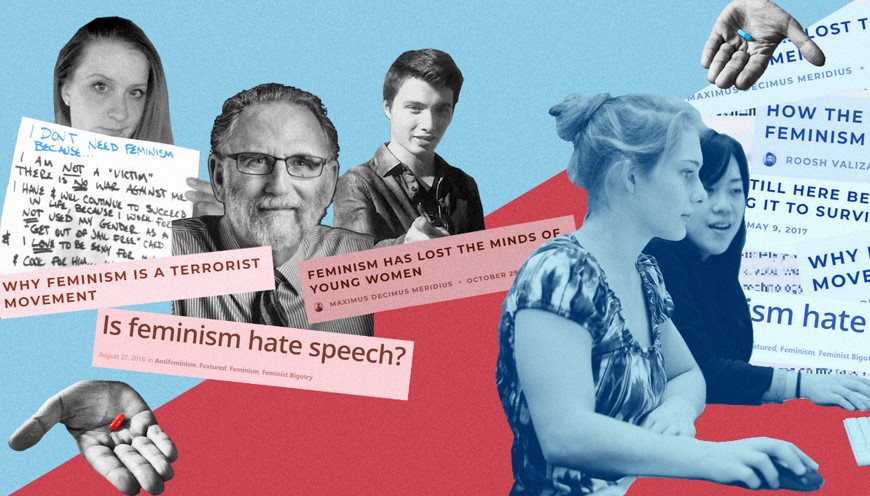 I DON'T NEED FEMINISM
BECAUSE...
I AM NOT A "VICTIM"
THERE IS NO WAR AGAINST ME
I HAVE & WILL CONTINUE TO SUCCEED
IN LIFE, BECAUSE I WORK FOR
NOT USED MY GENDER AS A
"GET OUT OF JAIL FREE" CARD
& I LOVE TO BE SEXY FOR MY
& COOK FOR HIM...
WHY FEMINISM IS A TERRORIST
MOVEMENT
FEMINISM HAS LOST THE MINDS OF
YOUNG WOMEN
MAXIMUS DECIMUS MERIDIUS • OCTOBER 29
Is feminism hate speech?
August 27, 2016 in Antifeminism, Featured, Feminism, Feminist Bigotry
LOST T
MAXIMUS DECIMUS MERIDIUS •
HOW THE
FEMINISM
ROOSH VALIZA
TILL HERE BE
G IT TO SURVI
MAY 9, 2017
WHY F
MOVE
ism hate
atured, Feminism, Feminist Bigot